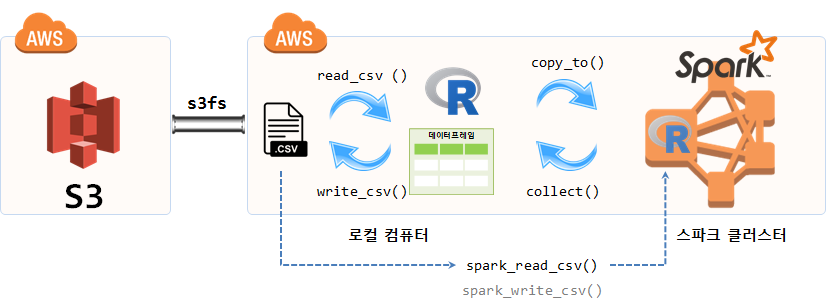 AWS
S3
s3fs
AWS
.CSV
read_csv ()
write_csv()
R
데이터프레임
copy_to()
collect()
Spark
R
로컬 컴퓨터
스파크 클러스터
spark_read_csv()
spark_write_csv()